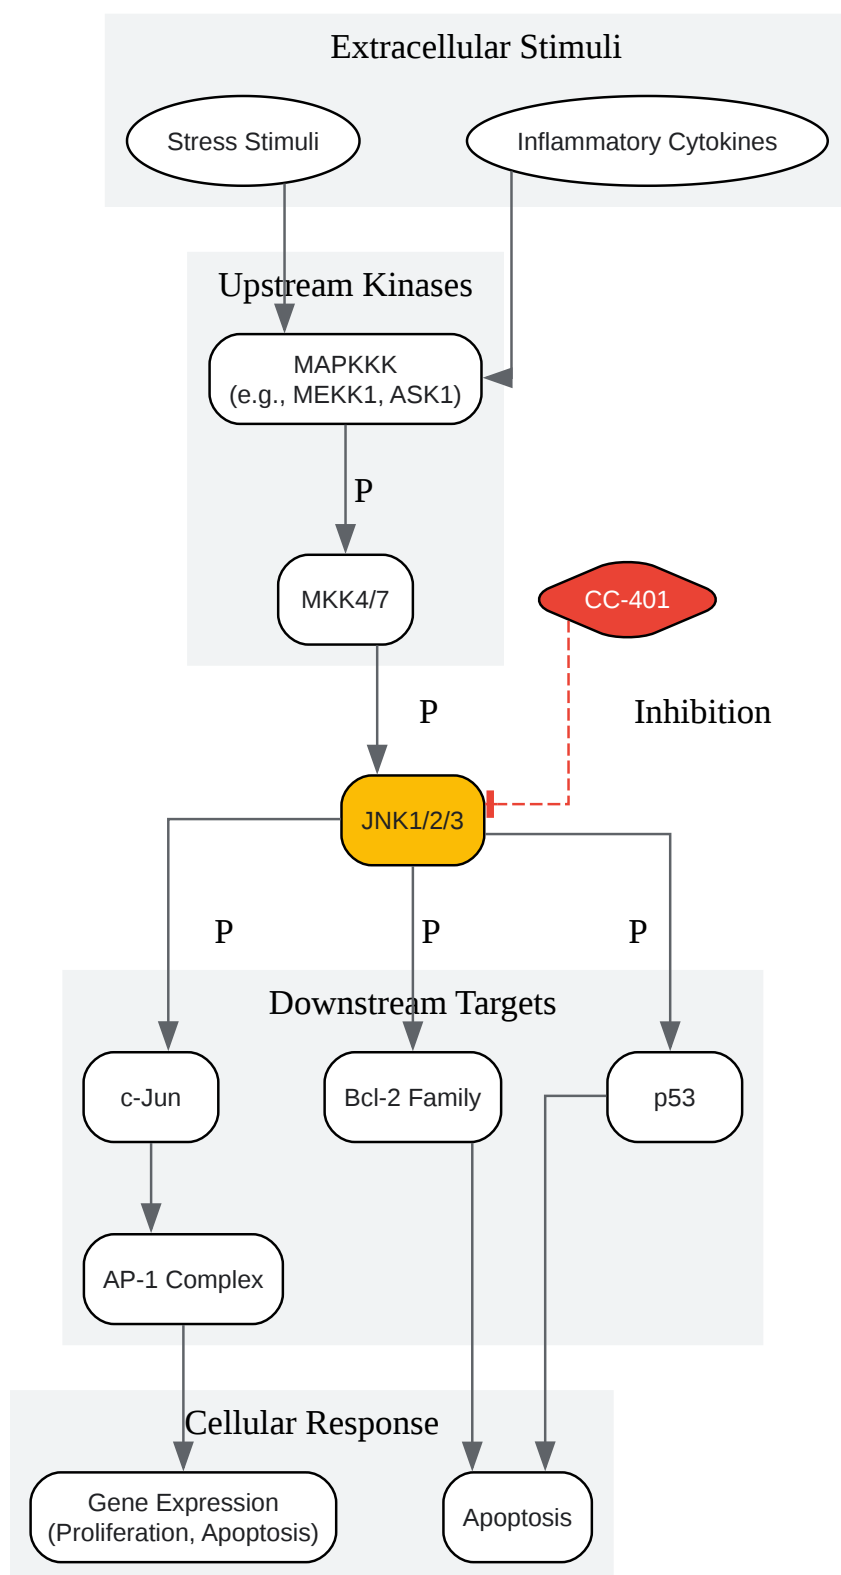 Extracellular Stimuli
Stress Stimuli
Inflammatory Cytokines
Upstream Kinases
MAPKKK
(e.g., MEKK1, ASK1)
P
MKK4/7
CC-401
P
Inhibition
JNK1/2/3
P
P
P
Downstream Targets
c-Jun
Bcl-2 Family
p53
AP-1 Complex
Cellular Response
Gene Expression
(Proliferation, Apoptosis)
Apoptosis